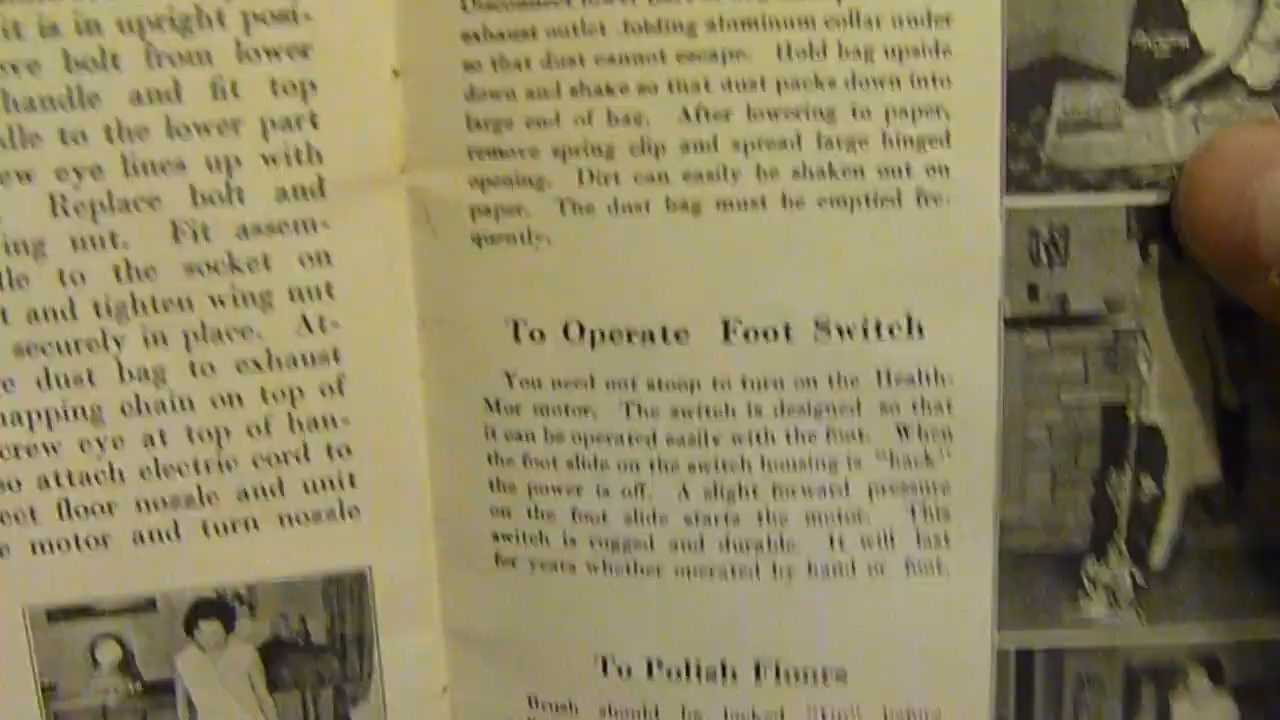 it is in upright posi-
bolt from lower
handle and fit top
to the lower part
eye lines up with
Replace bolt and
nut. Fit assem-
to the socket on
and tighten wing nut
securely in place. At-
dust bag to exhaust
chain on top of
eye at top of han-
attach electric cord to
floor nozzle and unit
motor and turn nozzle
exhaust outlet folding aluminum collar under
so that dust cannot escape. Hold bag upside
down and shake so that dust packs down into
large end of bag. After lowering to paper,
remove spring clip and spread large hinged
opening. Dirt can easily be shaken out on
paper. The dust bag must be emptied fre-
quently.
To Operate Foot Switch
You need not stoop to turn on the Health-
Mor motor. The switch is designed so that
it can be operated easily with the foot. When
the foot slide on the switch housing is "back"
the power is off. A slight forward pressure
on the foot slide starts the motor. This
switch is rugged and durable. It will last
for years whether operated by hand or foot.
To Polish Floors
Brush should be locked